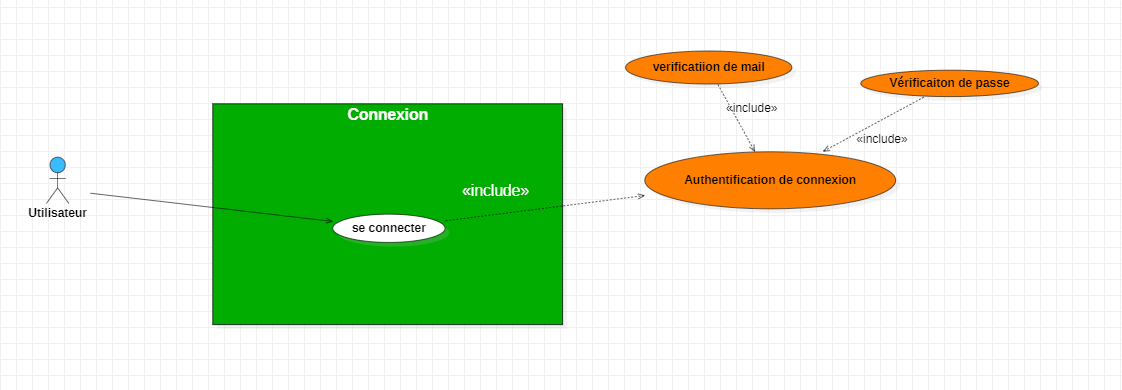 verificatiion de mail
Vérificaiton de passe
«include»
Connexion
«include»
Authentification de connexion
«include»
Utilisateur
se connecter